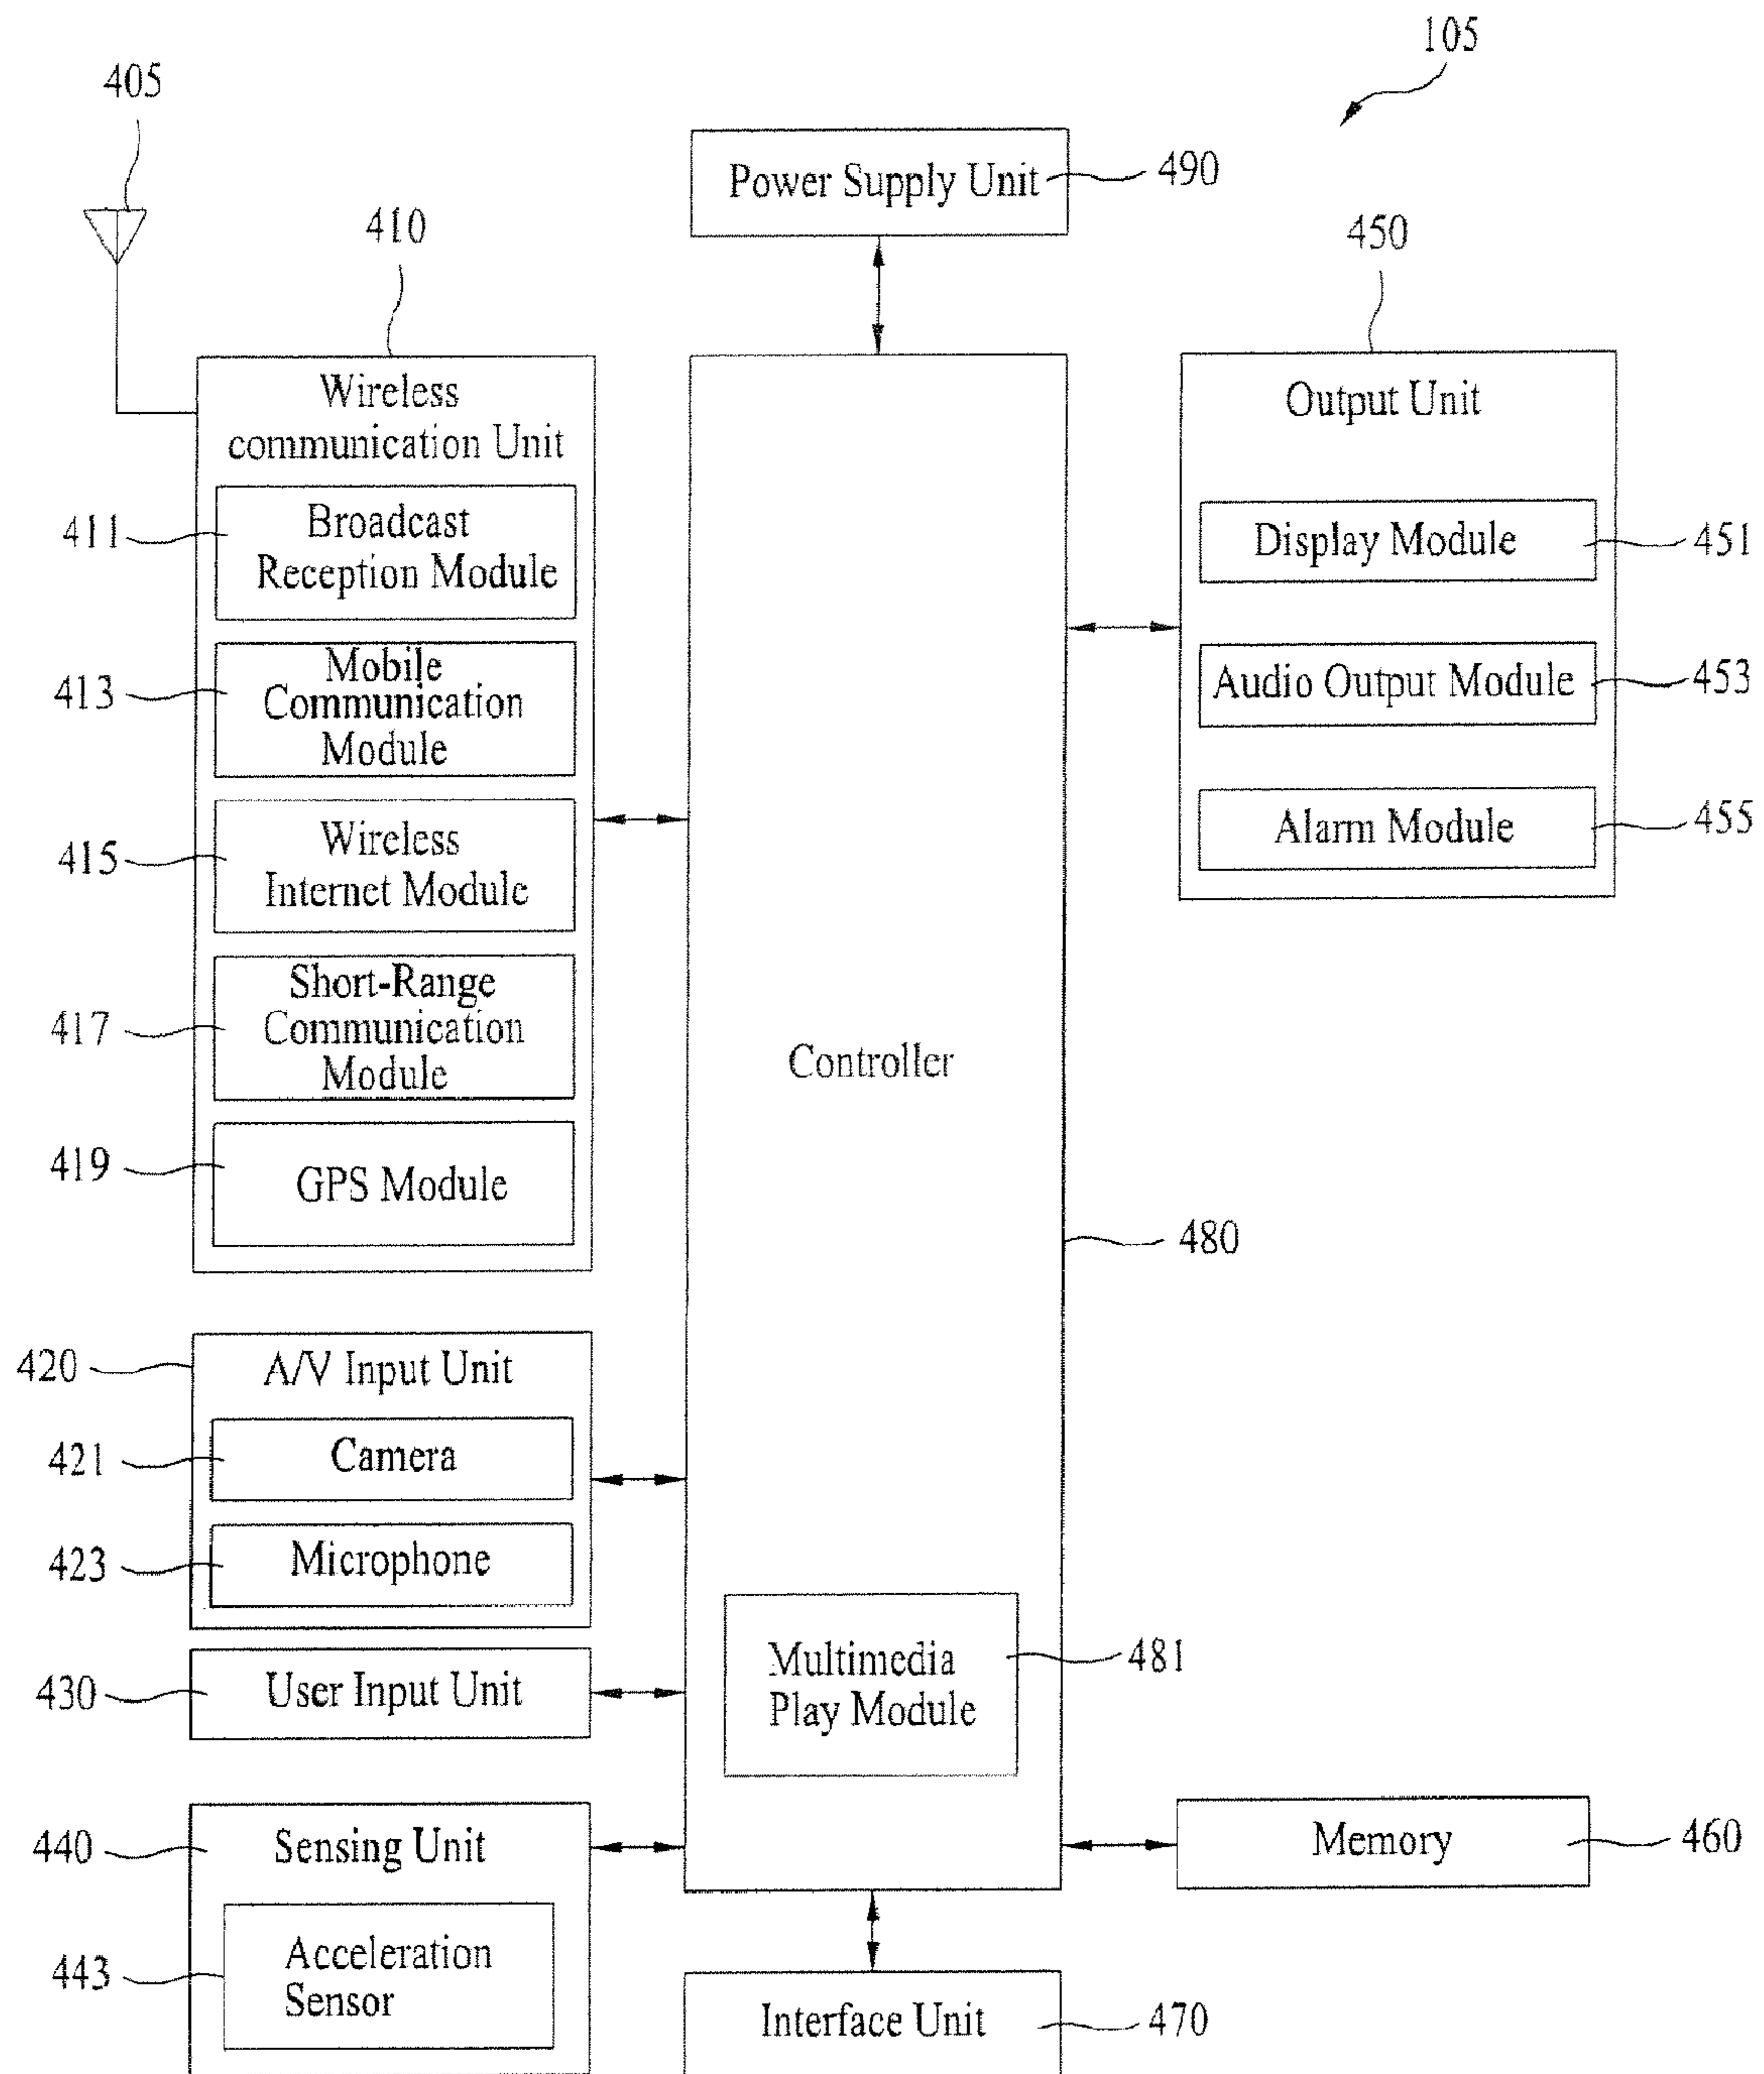 105
405
Power Supply Unit
490
410
450
Wireless
communication Unit
Output Unit
411
Broadcast
Reception Module
Display Module
451
413
Mobile
Communication
Module
Audio Output Module
453
415
Wireless
Internet Module
Alarm Module
455
417
Short-Range
Communication
Module
Controller
419
GPS Module
480
420
A/V Input Unit
421
Camera
423
Microphone
430
User Input Unit
Multimedia
Play Module
481
440
Sensing Unit
Memory
460
443
Acceleration
Sensor
Interface Unit
470